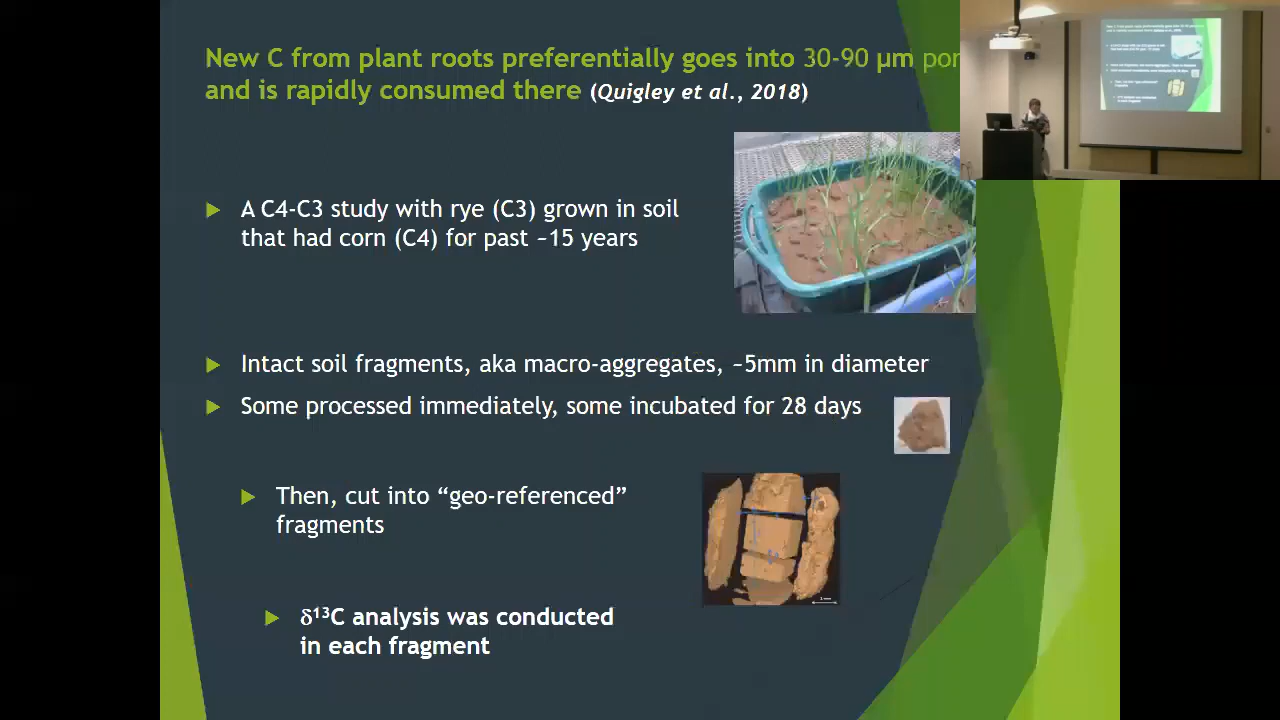 New C from plant roots preferentially goes into 30-90 µm
and is rapidly consumed there (Quigley et al., 2018)
A C4-C3 study with rye (C3) grown in soil
that had corn (C4) for past ~15 years
Intact soil fragments, aka macro-aggregates, ~5mm in diameter
Some processed immediately, some incubated for 28 days
Then, cut into “geo-referenced”
fragments
δ¹³C analysis was conducted
in each fragment